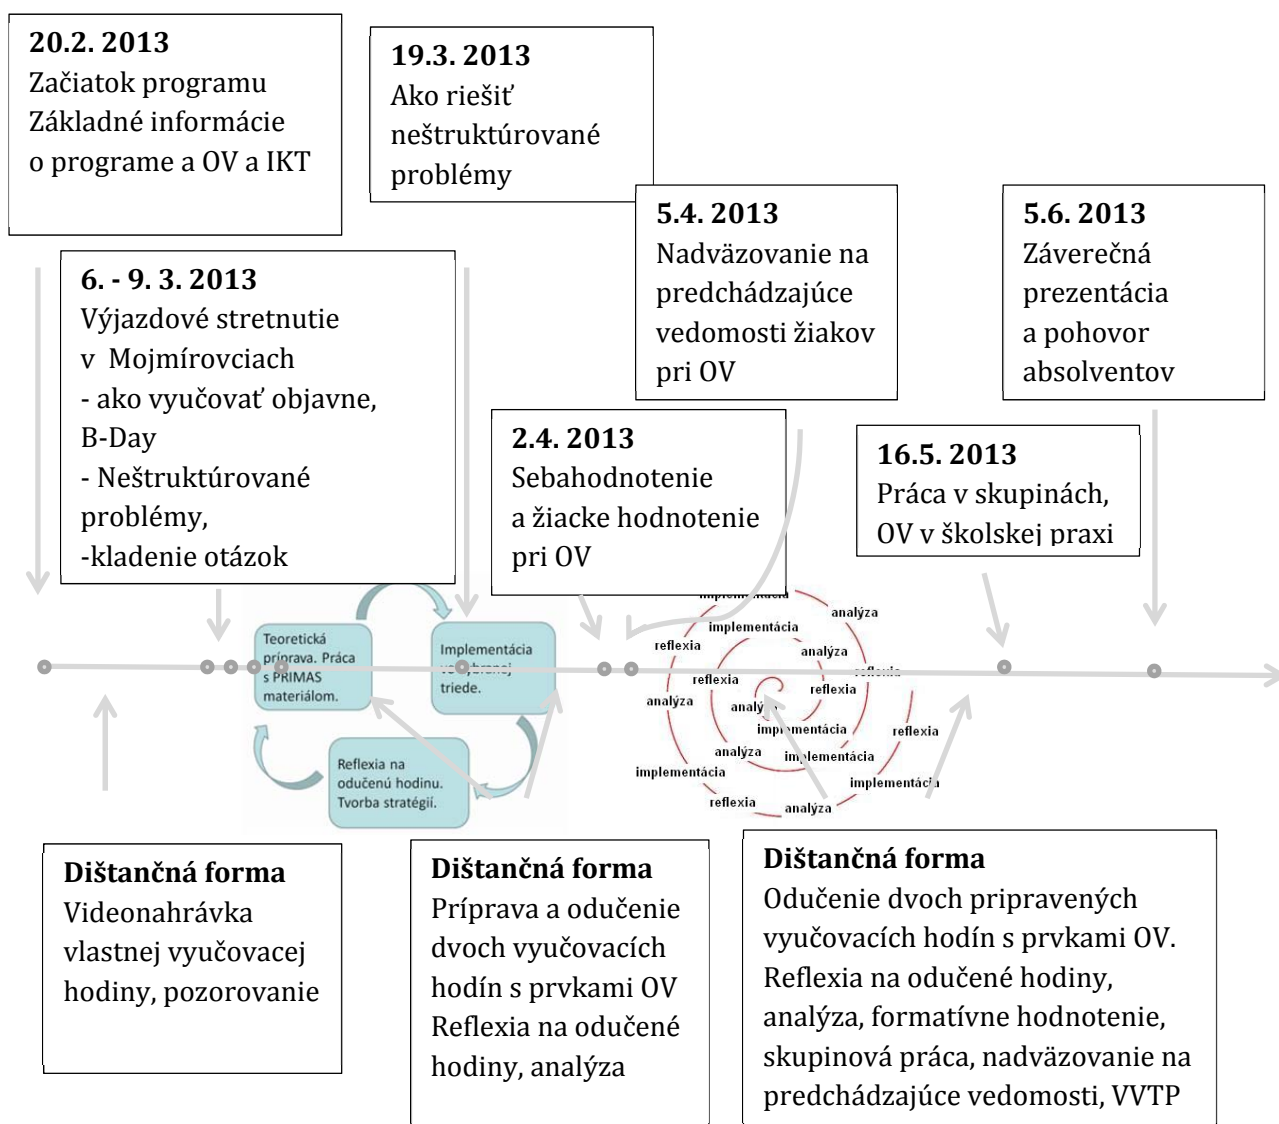 20.2. 2013
Začiatok programu
Základné informácie
o programe a OV a IKT
19.3. 2013
Ako riešiť
neštruktúrované
problémy
5.4. 2013
Nadväzovanie na
predchádzajúce
vedomosti žiakov
pri OV
5.6. 2013
Záverečná
prezentácia
a pohovor
absolventov
6. - 9. 3. 2013
Výjazdové stretnutie
v Mojmírovciach
- ako vyučovať objavne,
B-Day
- Neštruktúrované
problémy,
-kladenie otázok
2.4. 2013
Sebahodnotenie
a žiacke hodnotenie
pri OV
16.5. 2013
Práca v skupinách,
OV v školskej praxi
Teoretická
príprava. Práca
s PRIMAS
materiálom.
Implementácia
vo vybranej
triede.
Reflexia na
odučenú hodinu.
Tvorba stratégií.
implementácia
analýza
implementácia
reflexia
analýza
reflexia
reflexia
reflexia
analýza
analýza
implementácia
reflexia
analýza
implementácia
implementácia
implementácia
reflexia
analýza
Dištančná forma
Videonahrávka
vlastnej vyučovacej
hodiny, pozorovanie
Dištančná forma
Príprava a odučenie
dvoch vyučovacích
hodín s prvkami OV
Reflexia na odučené
hodiny, analýza
Dištančná forma
Odučenie dvoch pripravených
vyučovacích hodín s prvkami OV.
Reflexia na odučené hodiny,
analýza, formatívne hodnotenie,
skupinová práca, nadväzovanie na
predchádzajúce vedomosti, VVTP